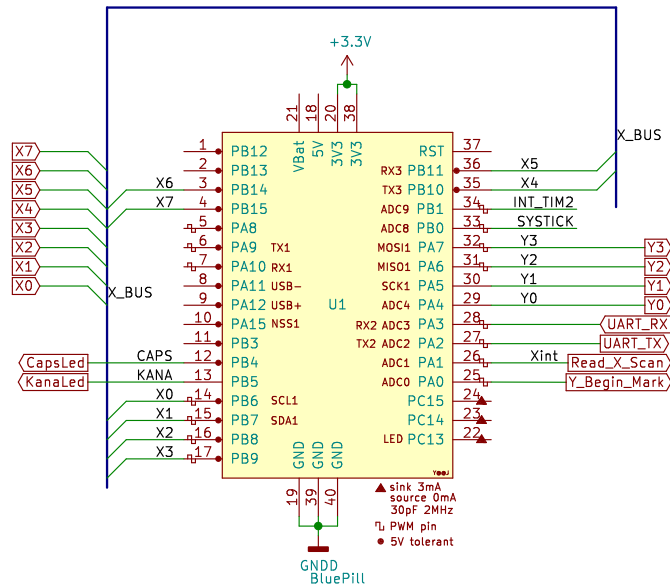 +3.3V
21 VBat
18 5V
20 3V3
38 3V3
X7
X6
X5
X4
X3
X2
X1
X0
X_BUS
X_BUS
1 PB12
2 PB13
X6 3 PB14
X7 4 PB15
5 PA8
6 PA9 TX1
7 PA10 RX1
8 PA11 USB-
9 PA12 USB+
10 PA15 NSS1
11 PB3
CapsLed CAPS 12 PB4
KanaLed KANA 13 PB5
X0 14 PB6 SCL1
X1 15 PB7 SDA1
X2 16 PB8
X3 17 PB9
U1
RST 37
RX3 PB11 36 X5
TX3 PB10 35 X4
ADC9 PB1 34 INT_TIM2
ADC8 PB0 33 SYSTICK
MOSI1 PA7 32 Y3 Y3
MISO1 PA6 31 Y2 Y2
SCK1 PA5 30 Y1 Y1
ADC4 PA4 29 Y0 Y0
RX2 ADC3 PA3 28 UART_RX
TX2 ADC2 PA2 27 UART_TX
ADC1 PA1 26 Xint Read_X_Scan
ADC0 PA0 25 Y_Begin_Mark
PC15 24
PC14 23
LED PC13 22
GND 19
GND 39
GND 40
sink 3mA
source 0mA
30pF 2MHz
PWM pin
5V tolerant
GNDD
BluePill